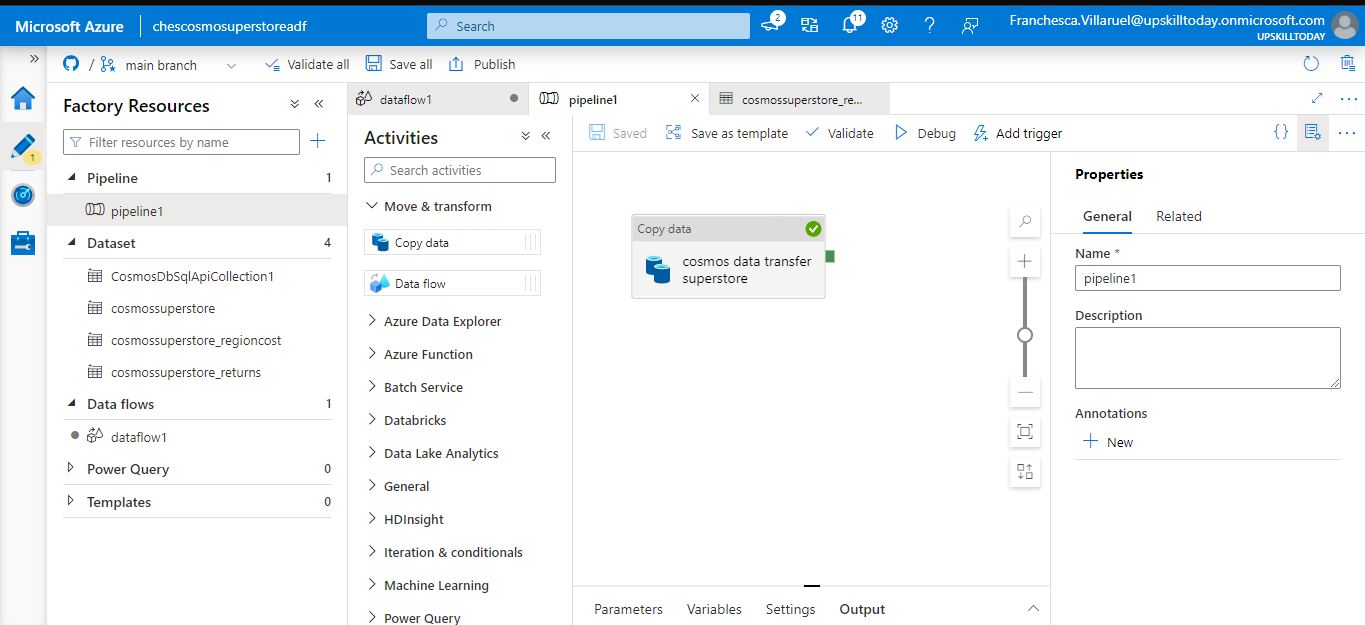 Microsoft Azure
chescosmosuperstoreadf
Search
2
11
Franchesca.Villaruel@upskilltoday.onmicrosoft.com
UPSKILLTODAY
/
main branch
Validate all
Save all
Publish
1
Factory Resources
Filter resources by name
Pipeline 1
pipeline1
Dataset 4
CosmosDbSqlApiCollection1
cosmossuperstore
cosmossuperstore_regioncost
cosmossuperstore_returns
Data flows 1
dataflow1
Power Query 0
Templates 0
dataflow1
pipeline1
cosmossuperstore_re...
Activities
Search activities
Move & transform
Copy data
Data flow
Azure Data Explorer
Azure Function
Batch Service
Databricks
Data Lake Analytics
General
HDInsight
Iteration & conditionals
Machine Learning
Power Query
Saved
Save as template
Validate
Debug
Add trigger
{}
Copy data
cosmos data transfer
superstore
Parameters
Variables
Settings
Output
Properties
General
Related
Name *
pipeline1
Description
Annotations
New